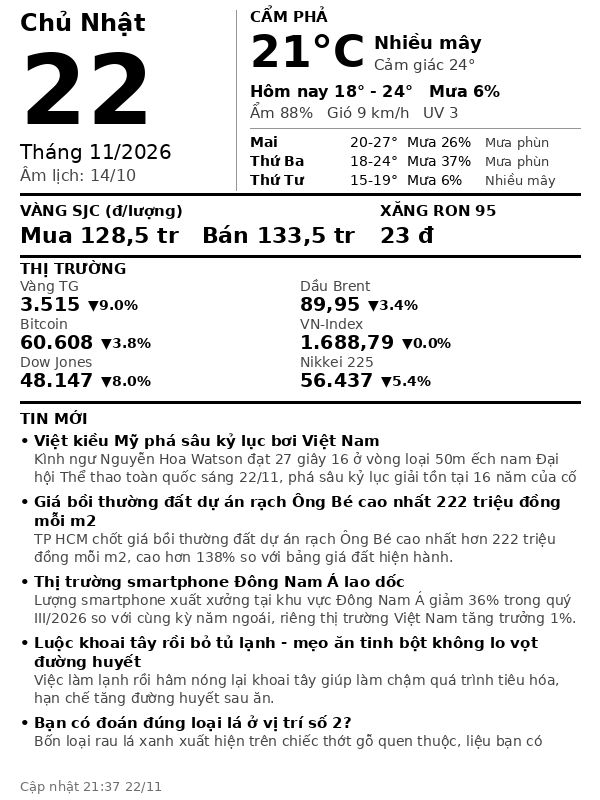 Chủ Nhật
22
Tháng 11/2026
Âm lịch: 14/10
CẨM PHẢ
21°C Nhiều mây
Cảm giác 24°
Hôm nay 18° - 24° Mưa 6%
Ẩm 88% Gió 9 km/h UV 3
Mai 20-27° Mưa 26% Mưa phùn
Thứ Ba 18-24° Mưa 37% Mưa phùn
Thứ Tư 15-19° Mưa 6% Nhiều mây
VÀNG SJC (đ/lượng)
Mua 128,5 tr Bán 133,5 tr
XĂNG RON 95
23 đ
THỊ TRƯỜNG
Vàng TG
3.515 ▼9.0%
Dầu Brent
89,95 ▼3.4%
Bitcoin
60.608 ▼3.8%
VN-Index
1.688,79 ▼0.0%
Dow Jones
48.147 ▼8.0%
Nikkei 225
56.437 ▼5.4%
TIN MỚI
• Việt kiều Mỹ phá sâu kỷ lục bơi Việt Nam
Kình ngư Nguyễn Hoa Watson đạt 27 giây 16 ở vòng loại 50m ếch nam Đại
hội Thể thao toàn quốc sáng 22/11, phá sâu kỷ lục giải tồn tại 16 năm của cố
• Giá bồi thường đất dự án rạch Ông Bé cao nhất 222 triệu đồng
mỗi m2
TP HCM chốt giá bồi thường đất dự án rạch Ông Bé cao nhất hơn 222 triệu
đồng mỗi m2, cao hơn 138% so với bảng giá đất hiện hành.
• Thị trường smartphone Đông Nam Á lao dốc
Lượng smartphone xuất xưởng tại khu vực Đông Nam Á giảm 36% trong quý
III/2026 so với cùng kỳ năm ngoái, riêng thị trường Việt Nam tăng trưởng 1%.
• Luộc khoai tây rồi bỏ tủ lạnh - mẹo ăn tinh bột không lo vọt
đường huyết
Việc làm lạnh rồi hâm nóng lại khoai tây giúp làm chậm quá trình tiêu hóa,
hạn chế tăng đường huyết sau ăn.
• Bạn có đoán đúng loại lá ở vị trí số 2?
Bốn loại rau lá xanh xuất hiện trên chiếc thớt gỗ quen thuộc, liệu bạn có
Cập nhật 21:37 22/11